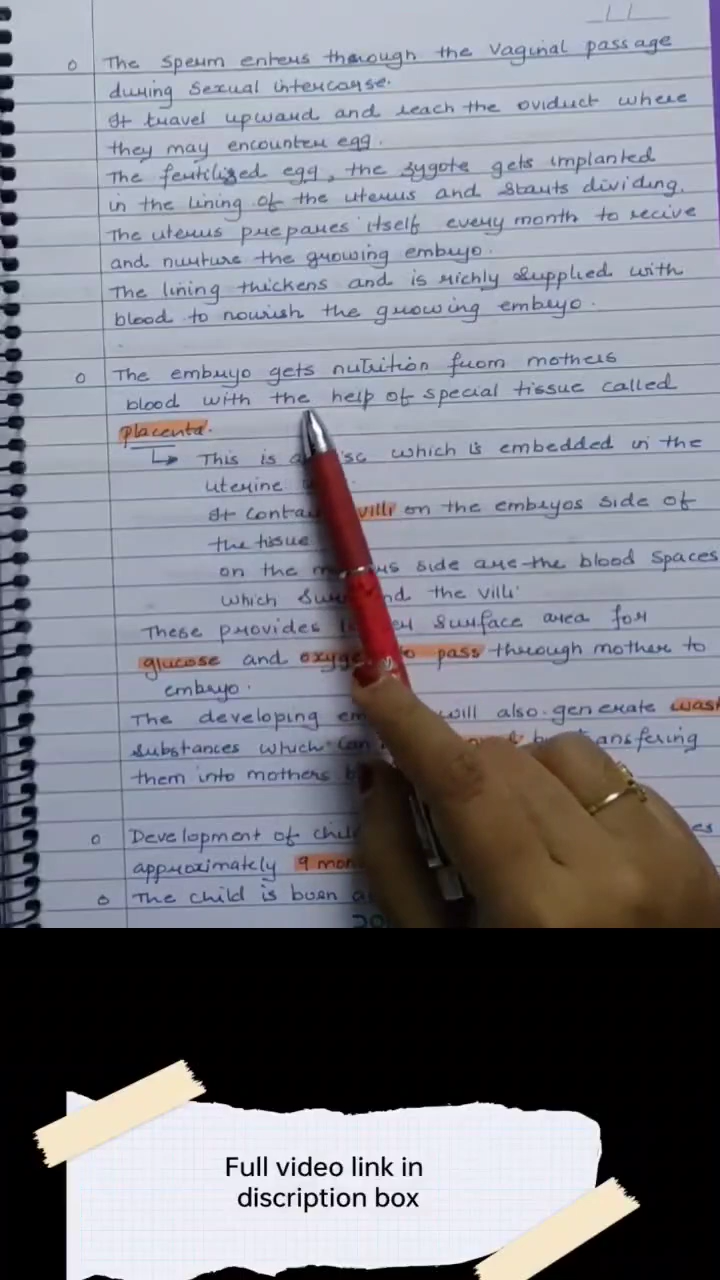 The sperm enters through the Vaginal passage
during sexual intercorse.
It travel upward and reach the oviduct where
they may encounter egg.
The fertilized egg, the zygote gets implanted
in the lining of the uterus and starts dividing.
The uterus prepares itself every month to recive
and nurture the growing embryo.
The lining thickens and is richly supplied with
blood to nourish the growing embryo.
The embryo gets nutrition from mothers
blood with the help of special tissue called
placenta.
This is a which is embedded in the
uterine
It villi on the embryos side of
the tissue
on the side are the blood spaces
which the villi
These provides surface area for
glucose and to pass through mother to
embryo.
The developing will also generate
substances which can
them into mothers
Development of
approximately 9
The child is born
Full video link in
discription box